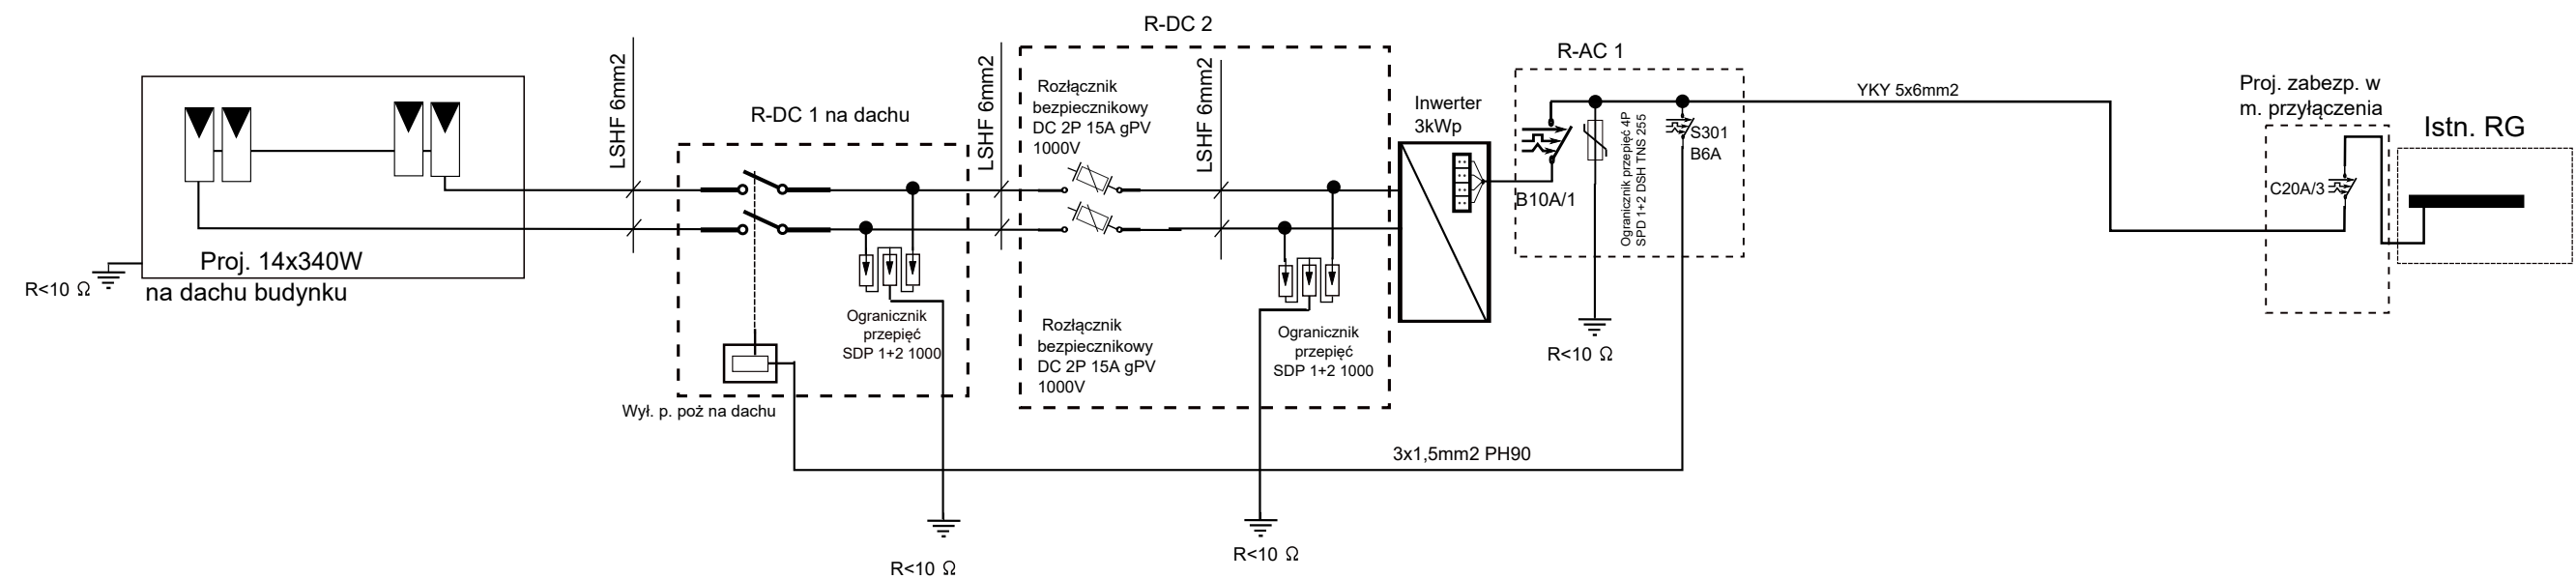 R<10 Ω
Proj. 14x340W
na dachu budynku
LSHF 6mm2
R-DC 1 na dachu
Ogranicznik
przepięć
SDP 1+2 1000
Wył. p. poż na dachu
R<10 Ω
LSHF 6mm2
R-DC 2
Rozłącznik
bezpiecznikowy
DC 2P 15A gPV
1000V
LSHF 6mm2
Rozłącznik
bezpiecznikowy
DC 2P 15A gPV
1000V
Ogranicznik
przepięć
SDP 1+2 1000
R<10 Ω
Inwerter
3kWp
R-AC 1
B10A/1
Ogranicznik przepięć 4P
SPD 1+2 DSH TNS 255
S301
B6A
R<10 Ω
3x1,5mm2 PH90
YKY 5x6mm2
Proj. zabezp. w
m. przyłączenia
C20A/3
Istn. RG